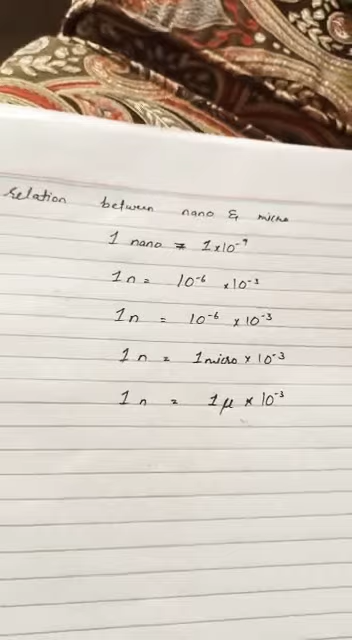 relation between nano & micro
1 nano = 1x10⁻⁹
1n = 10⁻⁶ x10⁻³
1n = 10⁻⁶ x 10⁻³
1n = 1micro x 10⁻³
1n = 1μ x 10⁻³